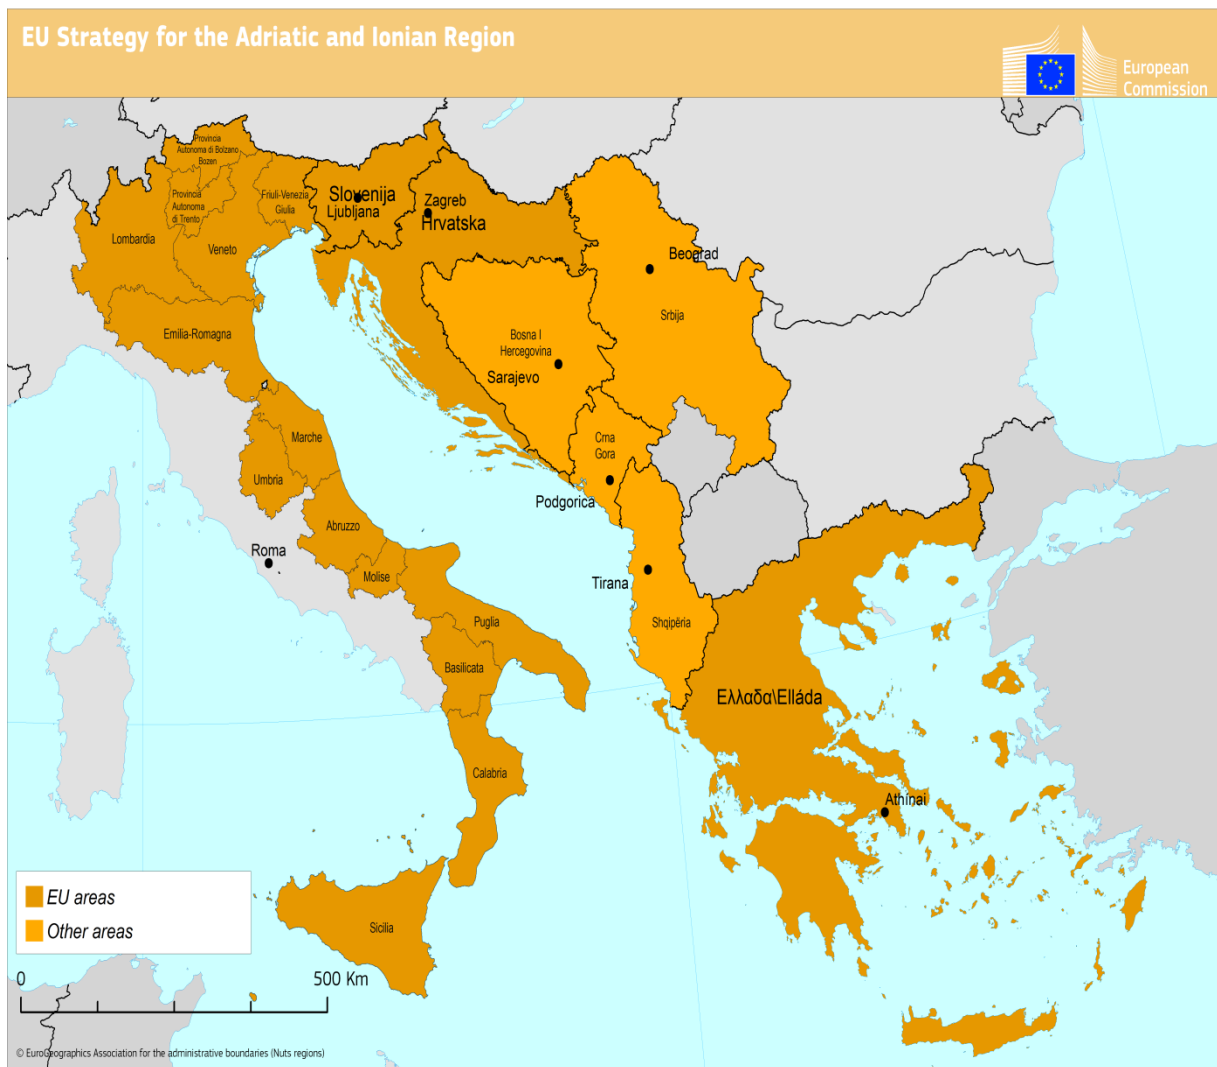 EU Strategy for the Adriatic and Ionian Region
European
Commission
Provincia
Autonoma di Bolzano
Bozen
Provincia
Autonoma
di Trento
Friuli-Venezia
Giulia
Slovenija
Ljubljana
Zagreb
Hrvatska
Lombardia
Veneto
Beograd
Emilia-Romagna
Srbija
Bosna I
Hercegovina
Sarajevo
Marche
Crna
Gora
Umbria
Podgorica
Abruzzo
Roma
Molise
Tirana
Puglia
Shqipëria
Basilicata
Ελλαδα\Elláda
Calabria
Athínai
EU areas
Other areas
Sicilia
0
500 Km
© EuroGeographics Association for the administrative boundaries (Nuts regions)